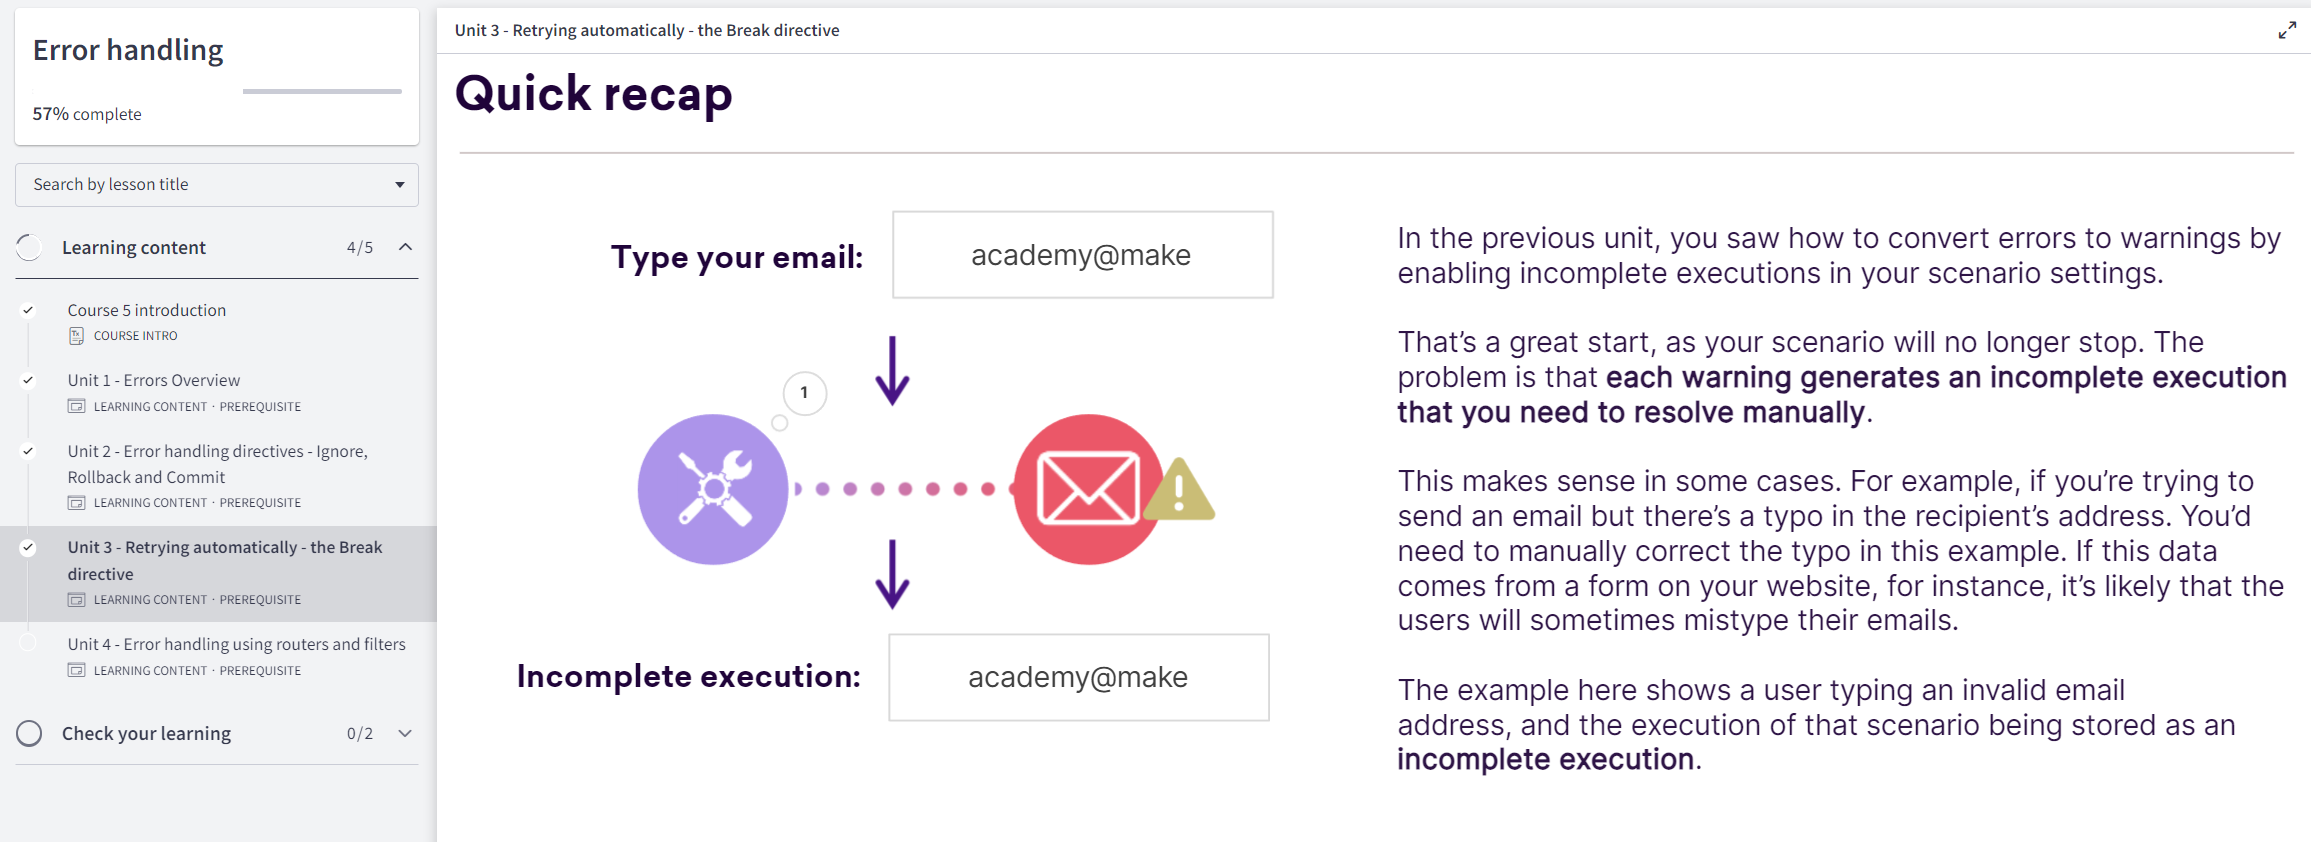 Error handling
57% complete
Search by lesson title
Learning content 4/5
Course 5 introduction
COURSE INTRO
Unit 1 - Errors Overview
LEARNING CONTENT · PREREQUISITE
Unit 2 - Error handling directives - Ignore,
Rollback and Commit
LEARNING CONTENT · PREREQUISITE
Unit 3 - Retrying automatically - the Break
directive
LEARNING CONTENT · PREREQUISITE
Unit 4 - Error handling using routers and filters
LEARNING CONTENT · PREREQUISITE
Check your learning 0/2
Unit 3 - Retrying automatically - the Break directive
Quick recap
Type your email: academy@make
1
Incomplete execution: academy@make
In the previous unit, you saw how to convert errors to warnings by
enabling incomplete executions in your scenario settings.
That’s a great start, as your scenario will no longer stop. The
problem is that each warning generates an incomplete execution
that you need to resolve manually.
This makes sense in some cases. For example, if you’re trying to
send an email but there’s a typo in the recipient’s address. You’d
need to manually correct the typo in this example. If this data
comes from a form on your website, for instance, it’s likely that the
users will sometimes mistype their emails.
The example here shows a user typing an invalid email
address, and the execution of that scenario being stored as an
incomplete execution.